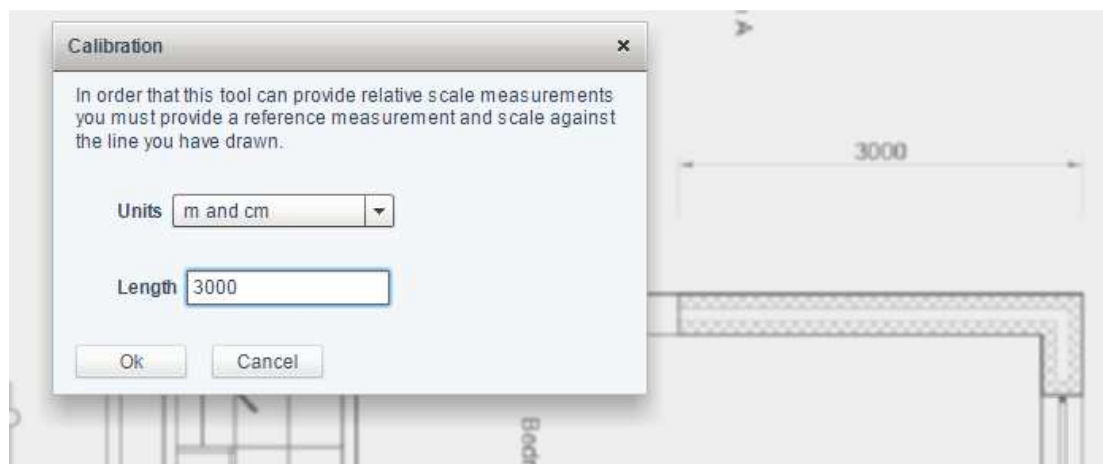 Calibration
In order that this tool can provide relative scale measurements
you must provide a reference measurement and scale against
the line you have drawn.
Units m and cm
Length 3000
Ok Cancel
A
3000
Bedr